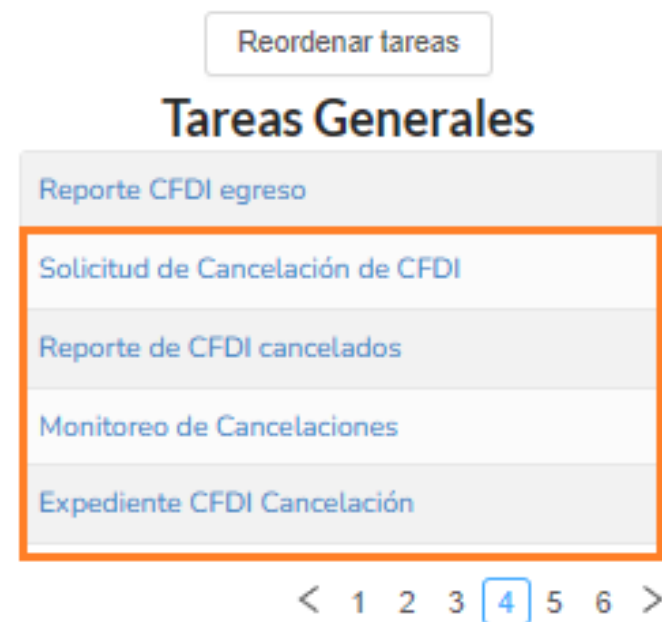 Reordenar tareas
Tareas Generales
Reporte CFDI egreso
Solicitud de Cancelación de CFDI
Reporte de CFDI cancelados
Monitoreo de Cancelaciones
Expediente CFDI Cancelación
< 1 2 3 4 5 6 >